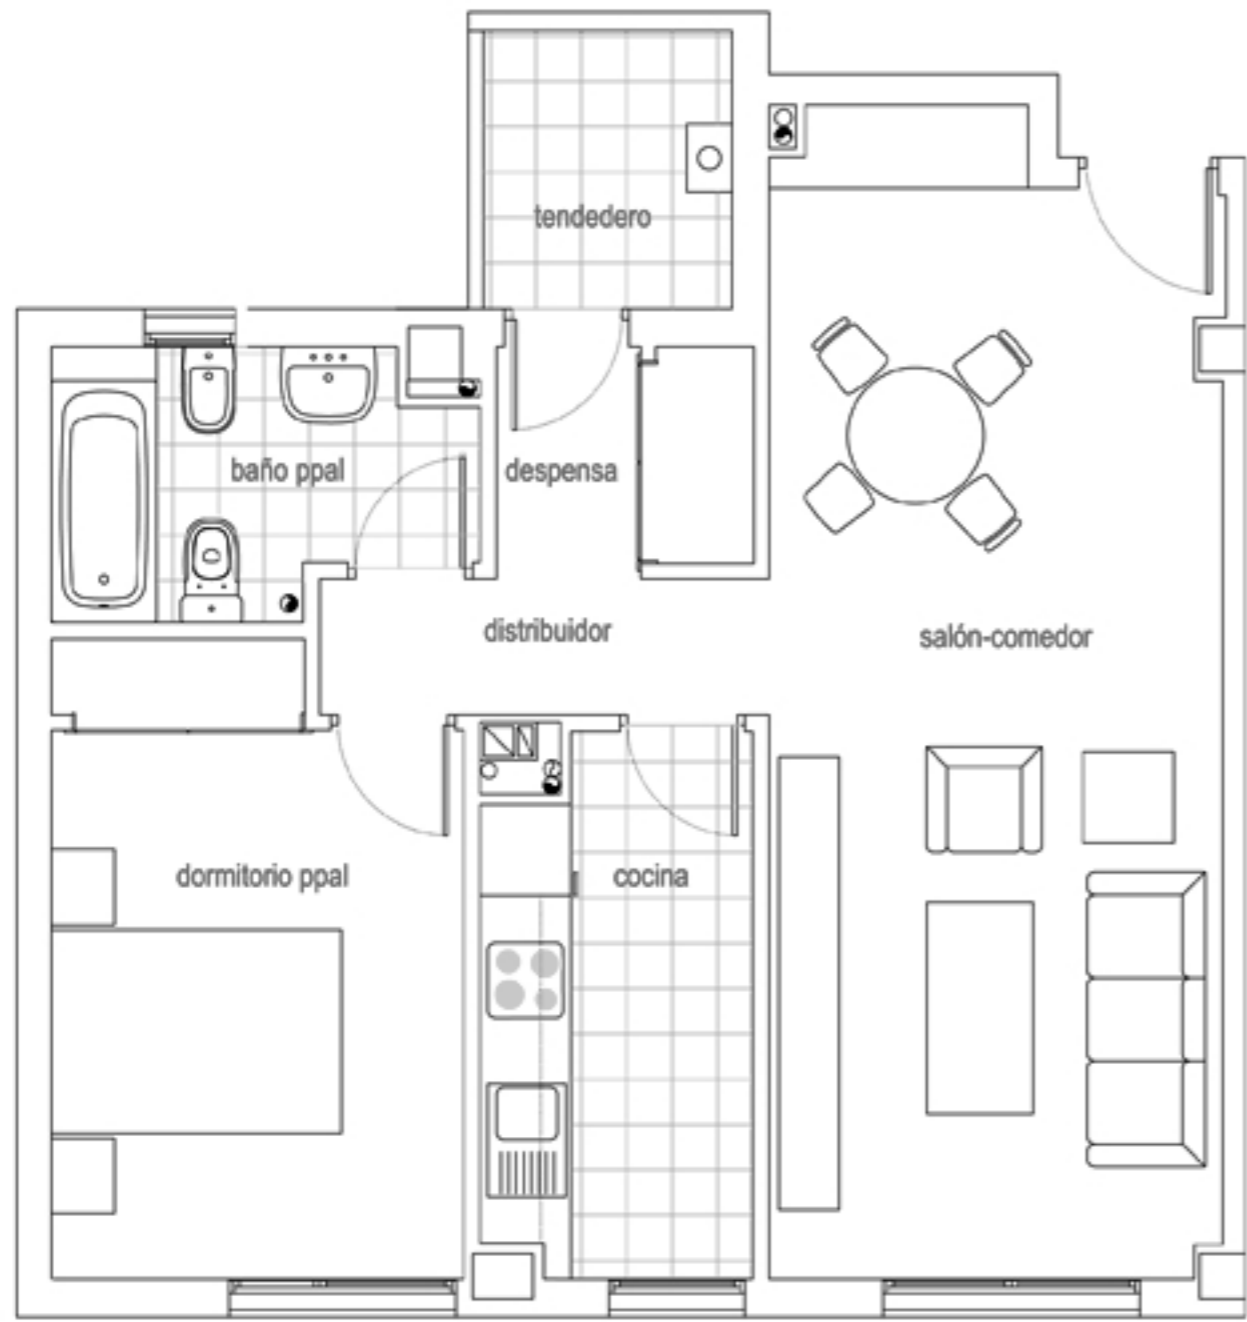 tendedero
baño ppal
despensa
distribuidor
salón-comedor
dormitorio ppal
cocina